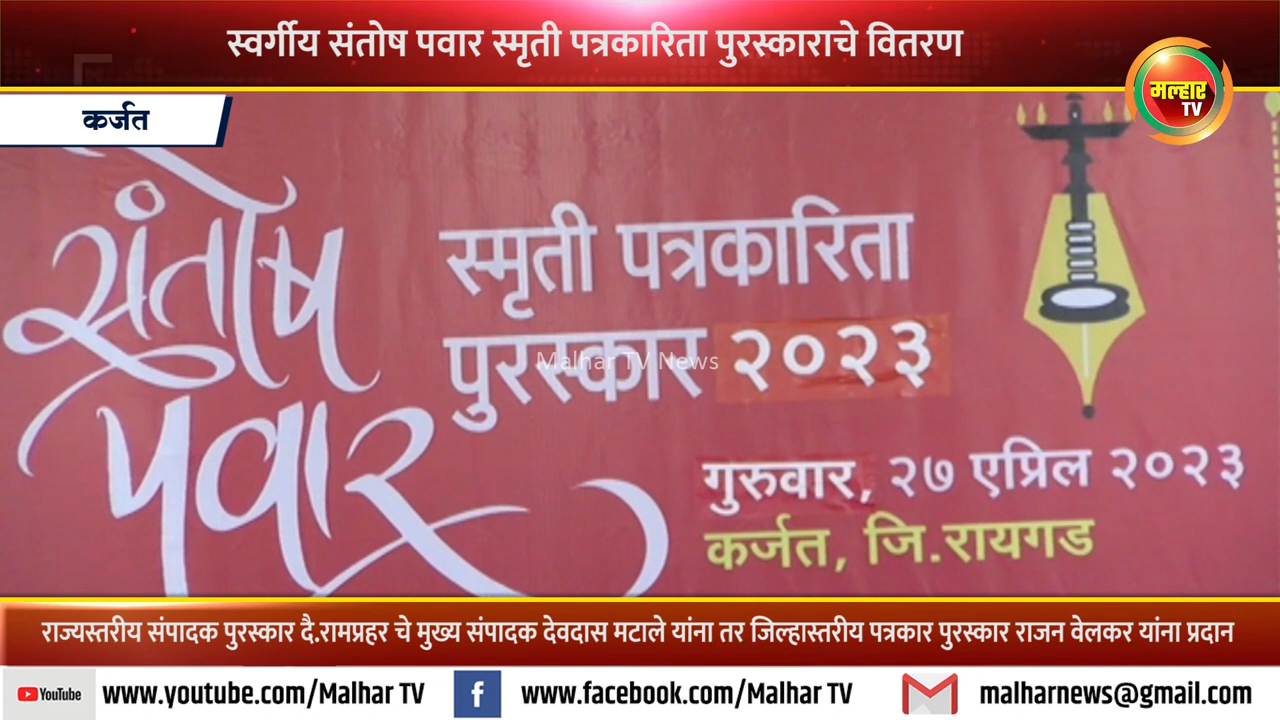 स्वर्गीय संतोष पवार स्मृती पत्रकारिता पुरस्काराचे वितरण
मल्हार
TV
कर्जत
संतोष
पवार
स्मृती पत्रकारिता
पुरस्कार २०२३
Malhar TV News
गुरुवार, २७ एप्रिल २०२३
कर्जत, जि.रायगड
राज्यस्तरीय संपादक पुरस्कार दै.रामप्रहर चे मुख्य संपादक देवदास मटाले यांना तर जिल्हास्तरीय पत्रकार पुरस्कार राजन वेलकर यांना प्रदान
YouTube www.youtube.com/Malhar TV f www.facebook.com/Malhar TV malharnews@gmail.com